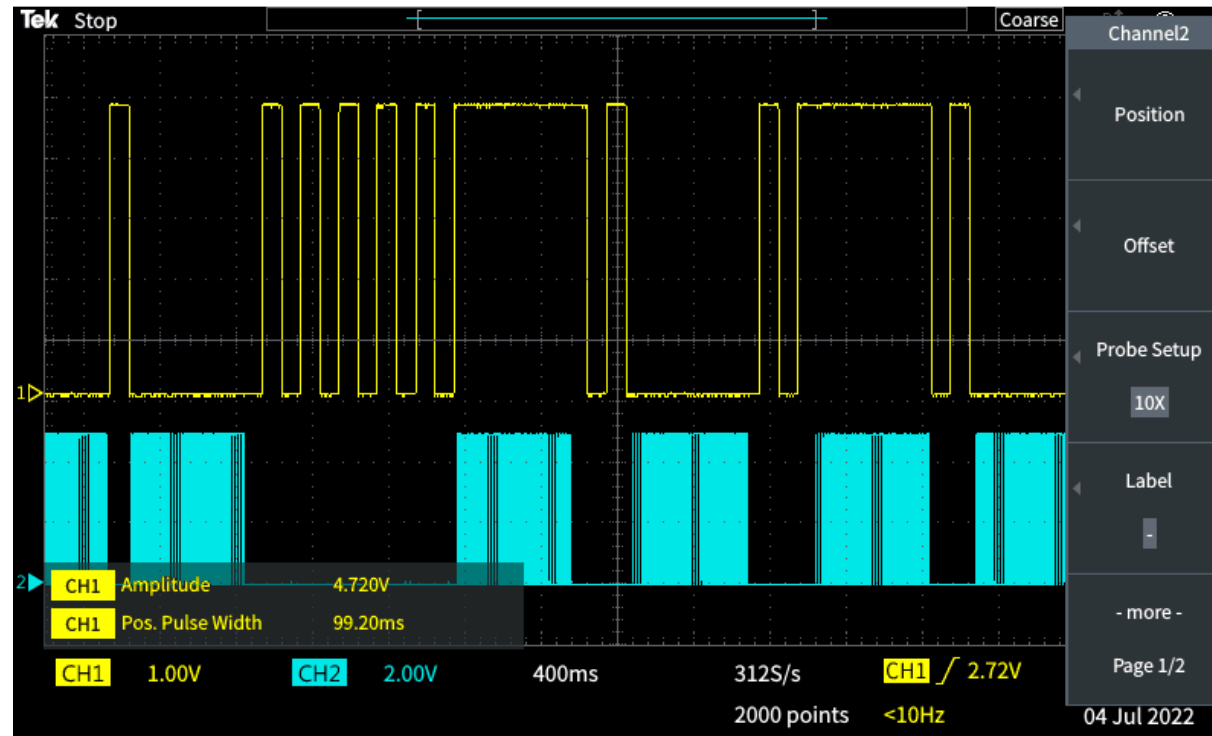 Tek Stop
Coarse
Channel2
Position
Offset
Probe Setup
10X
Label
-
- more -
Page 1/2
1
2
CH1 Amplitude 4.720V
CH1 Pos. Pulse Width 99.20ms
CH1 1.00V CH2 2.00V 400ms 312S/s CH1 2.72V
2000 points <10Hz 04 Jul 2022